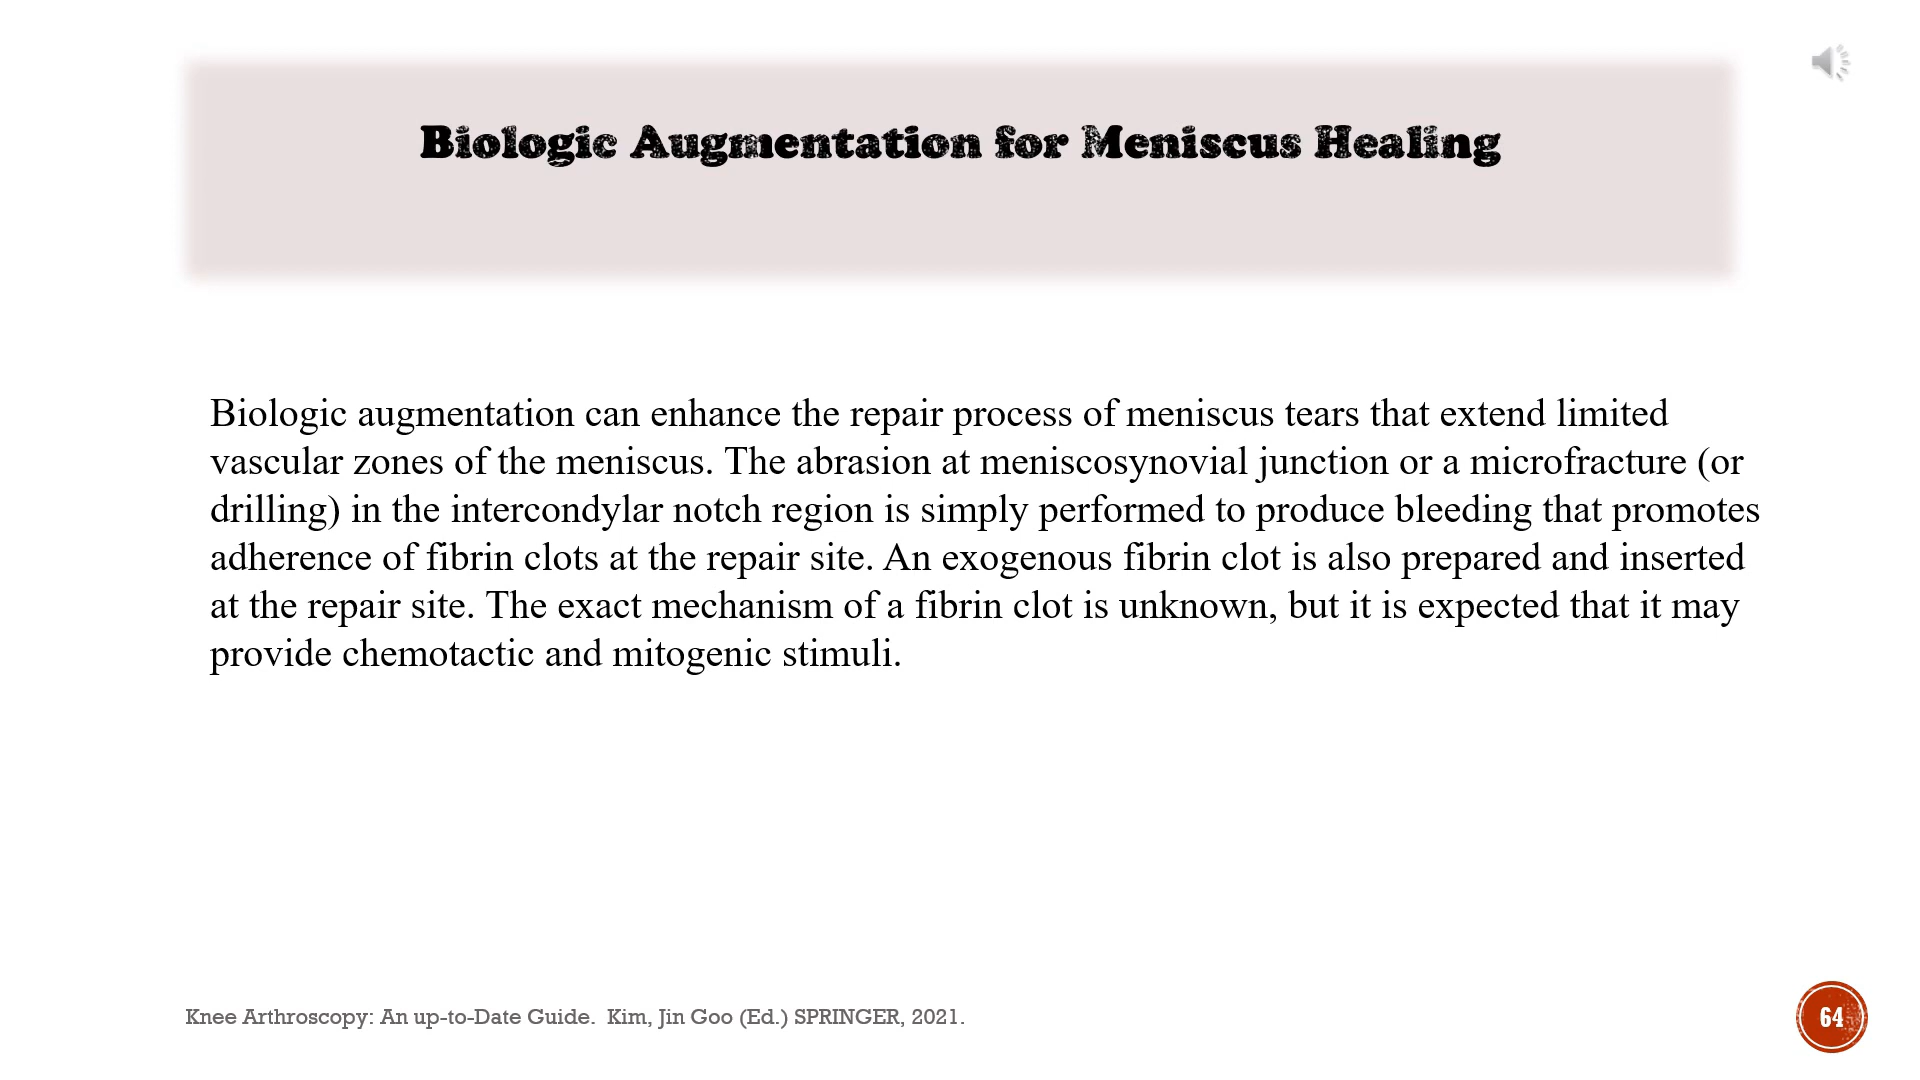 Biologic Augmentation for Meniscus Healing
Biologic augmentation can enhance the repair process of meniscus tears that extend limited
vascular zones of the meniscus. The abrasion at meniscosynovial junction or a microfracture (or
drilling) in the intercondylar notch region is simply performed to produce bleeding that promotes
adherence of fibrin clots at the repair site. An exogenous fibrin clot is also prepared and inserted
at the repair site. The exact mechanism of a fibrin clot is unknown, but it is expected that it may
provide chemotactic and mitogenic stimuli.
Knee Arthroscopy: An up-to-Date Guide. Kim, Jin Goo (Ed.) SPRINGER, 2021.
64